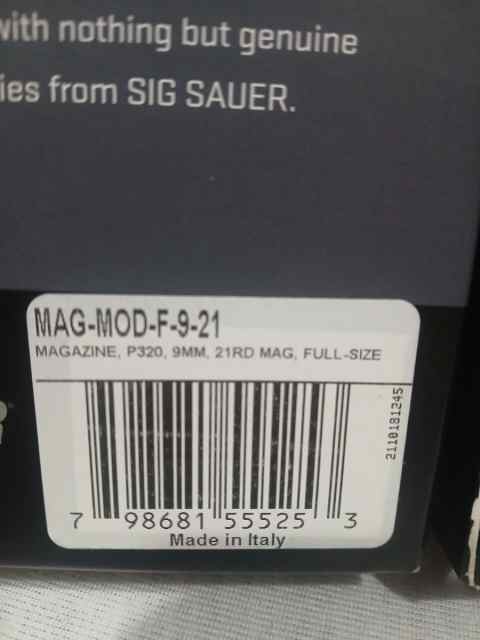 with nothing but genuine
ies from SIG SAUER.
MAG-MOD-F-9-21
MAGAZINE, P320, 9MM, 21RD MAG, FULL-SIZE
2110181245
7 98681 55525 3
Made in Italy